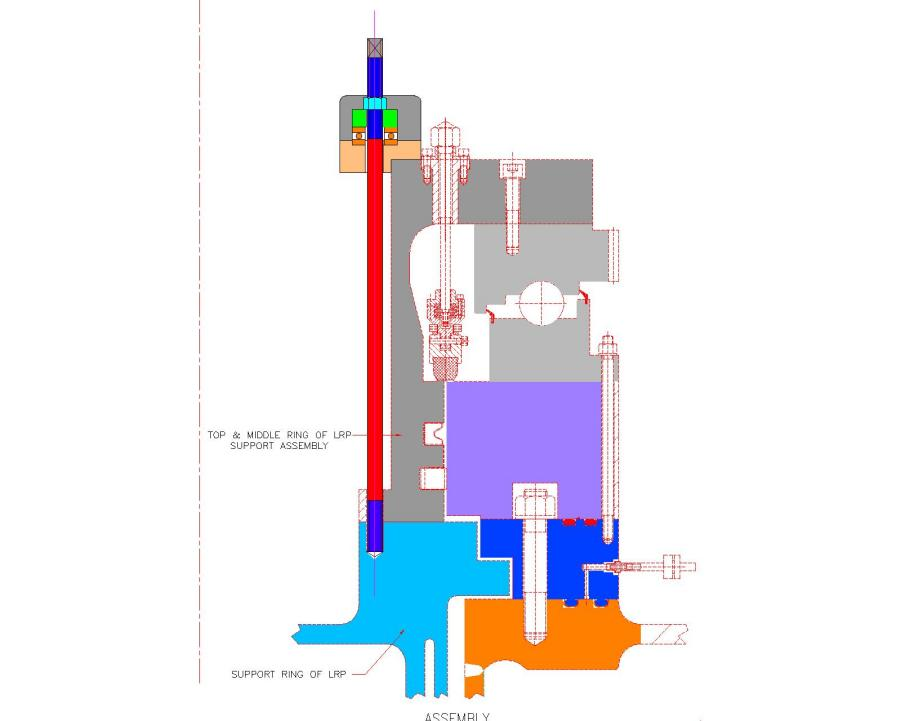 TOP & MIDDLE RING OF LRP
SUPPORT ASSEMBLY
SUPPORT RING OF LRP
ASSEMBLY